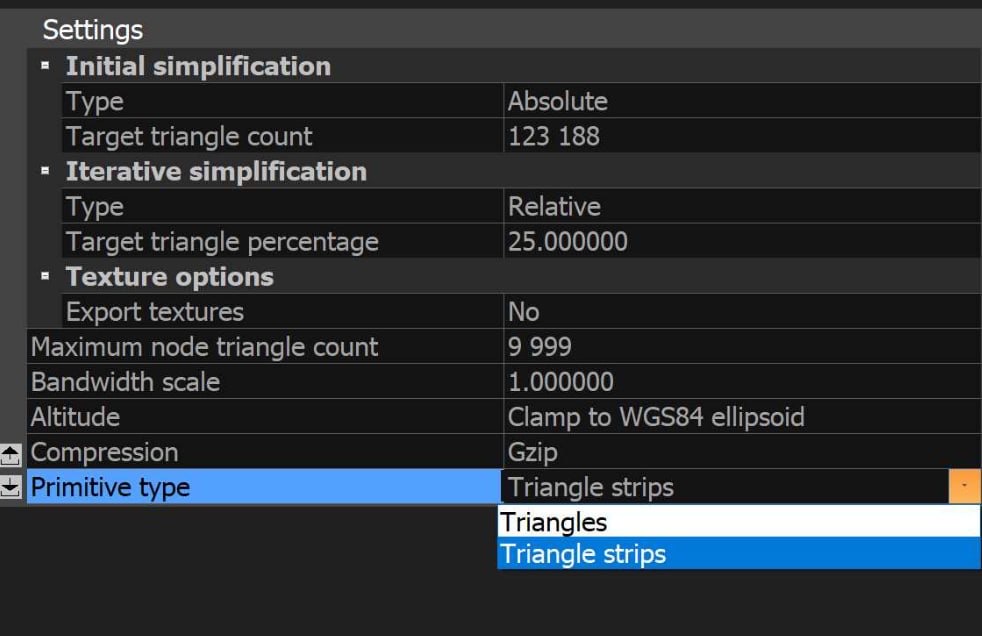 Settings
Initial simplification
Type Absolute
Target triangle count 123 188
Iterative simplification
Type Relative
Target triangle percentage 25.000000
Texture options
Export textures No
Maximum node triangle count 9 999
Bandwidth scale 1.000000
Altitude Clamp to WGS84 ellipsoid
Compression Gzip
Primitive type Triangle strips
Triangles
Triangle strips